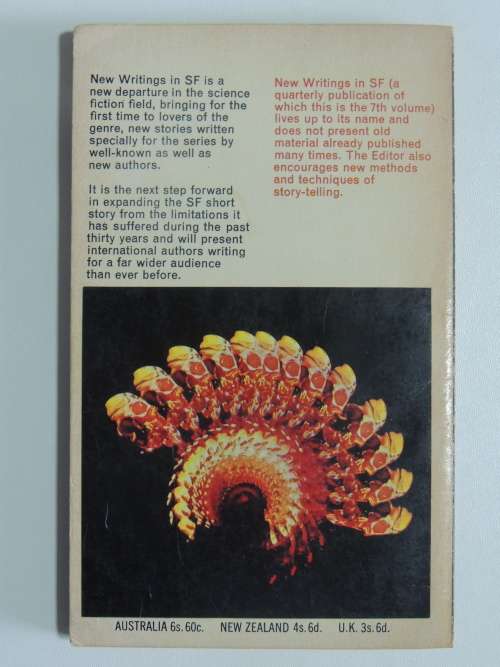 New Writings in SF is a
new departure in the science
fiction field, bringing for the
first time to lovers of the
genre, new stories written
specially for the series by
well-known as well as
new authors.
It is the next step forward
in expanding the SF short
story from the limitations it
has suffered during the past
thirty years and will present
international authors writing
for a far wider audience
than ever before.
New Writings in SF (a
quarterly publication of
which this is the 7th volume)
lives up to its name and
does not present old
material already published
many times. The Editor also
encourages new methods
and techniques of
story-telling.
AUSTRALIA 6s. 60c. NEW ZEALAND 4s. 6d. U.K. 3s. 6d.